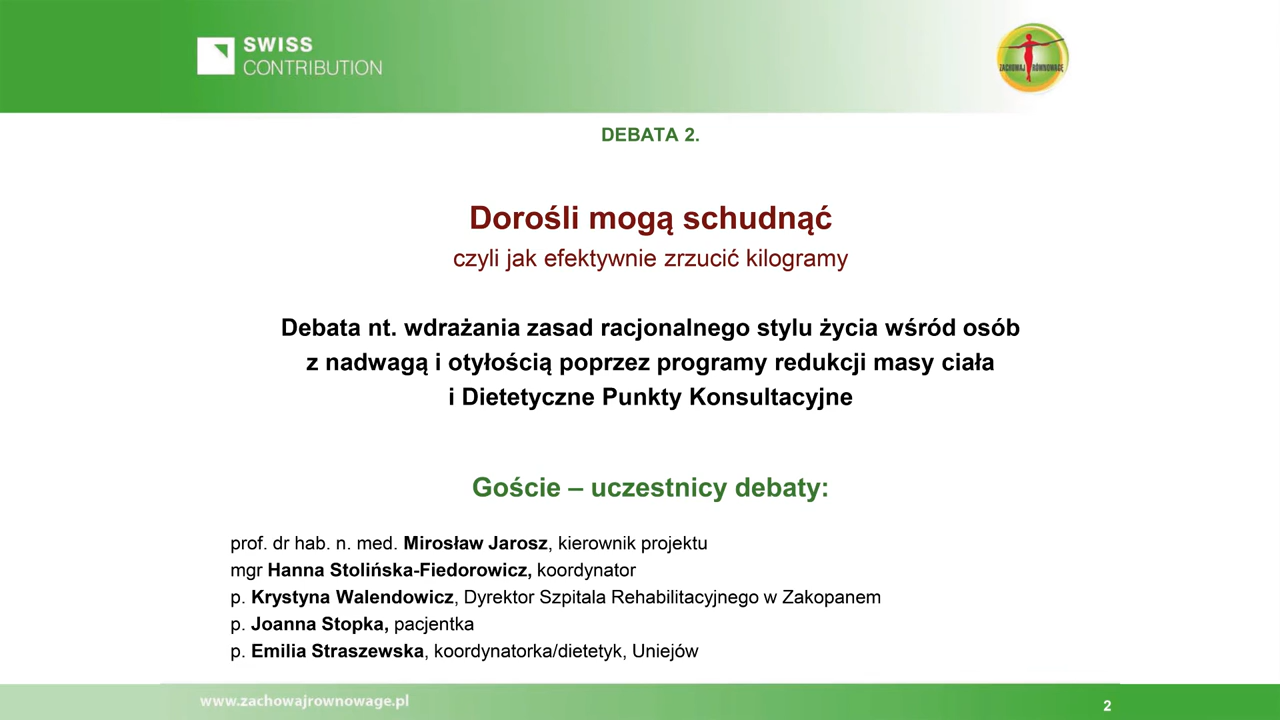 SWISS
CONTRIBUTION
ZACHOWAJ RÓWNOWAGĘ
DEBATA 2.
Dorośli mogą schudnąć
czyli jak efektywnie zrzucić kilogramy
Debata nt. wdrażania zasad racjonalnego stylu życia wśród osób
z nadwagą i otyłością poprzez programy redukcji masy ciała
i Dietetyczne Punkty Konsultacyjne
Goście – uczestnicy debaty:
prof. dr hab. n. med. Mirosław Jarosz, kierownik projektu
mgr Hanna Stolińska-Fiedorowicz, koordynator
p. Krystyna Walendowicz, Dyrektor Szpitala Rehabilitacyjnego w Zakopanem
p. Joanna Stopka, pacjentka
p. Emilia Straszewska, koordynatorka/dietetyk, Uniejów
www.zachowajrownowage.pl
2